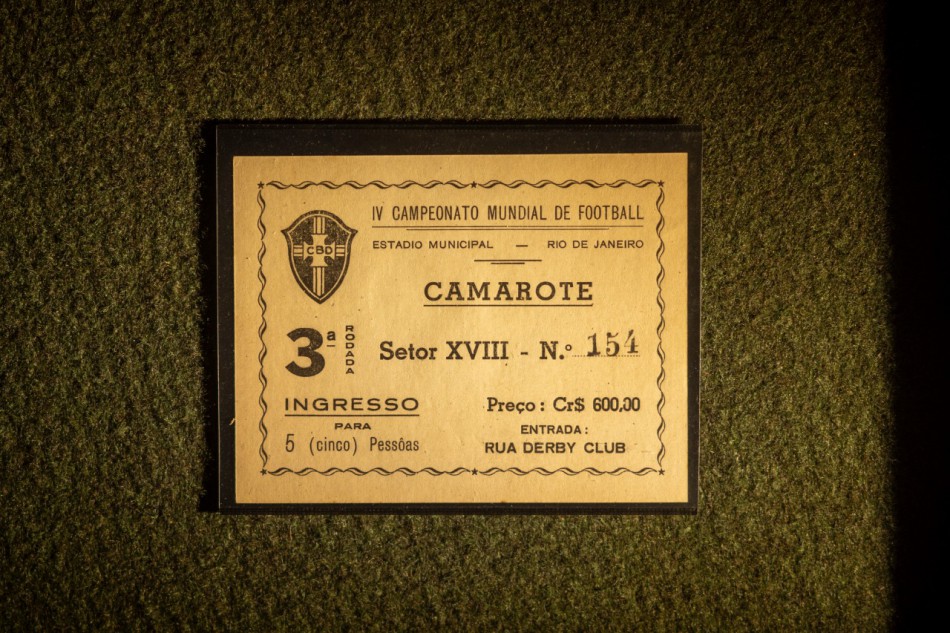 IV CAMPEONATO MUNDIAL DE FOOTBALL
ESTADIO MUNICIPAL — RIO DE JANEIRO
CBD
CAMAROTE
3ª RODADA
Setor XVIII - N.º 154
INGRESSO
PARA
5 (cinco) Pessôas
Preço : Cr$ 600,00
ENTRADA :
RUA DERBY CLUB